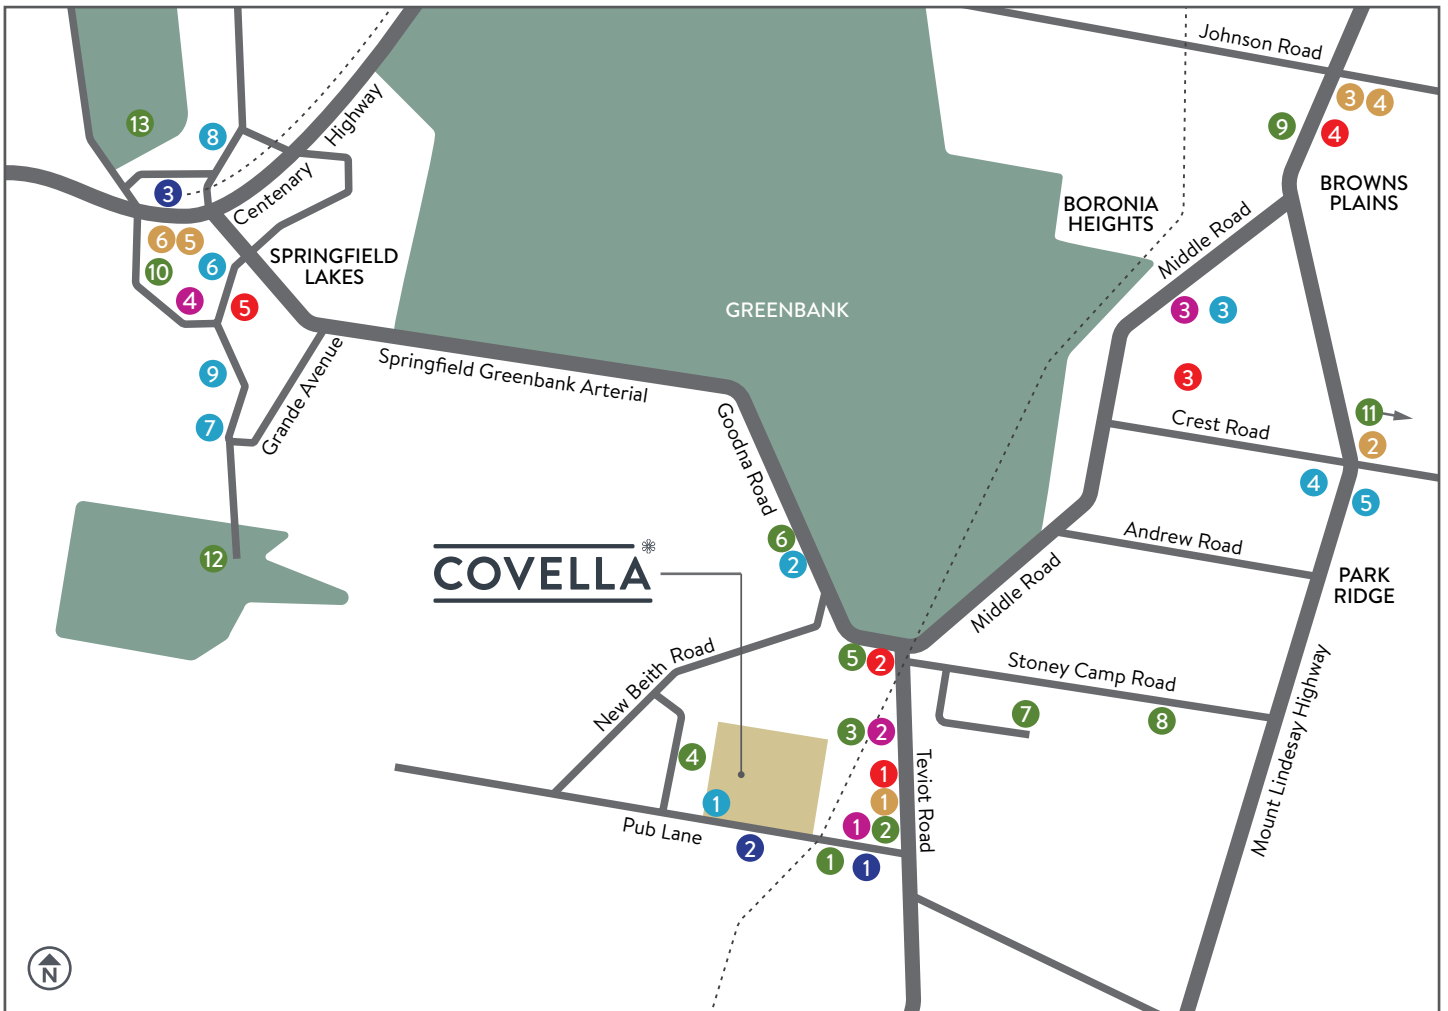 Johnson Road
3
4
9
4
13
8
Highway
3
Centenary
BROWNS
PLAINS
BORONIA
HEIGHTS
Middle Road
6
5
SPRINGFIELD
LAKES
10
6
4
5
GREENBANK
3
3
Springfield Greenbank Arterial
Grande Avenue
9
7
3
Crest Road
11
2
4
5
Goodna Road
6
2
Andrew Road
12
COVELLA
PARK
RIDGE
Middle Road
5
2
Stoney Camp Road
New Beith Road
7
8
3
2
4
1
1
1
1
2
Teviot Road
Mount Lindesay Highway
Pub Lane
2
1
1
N